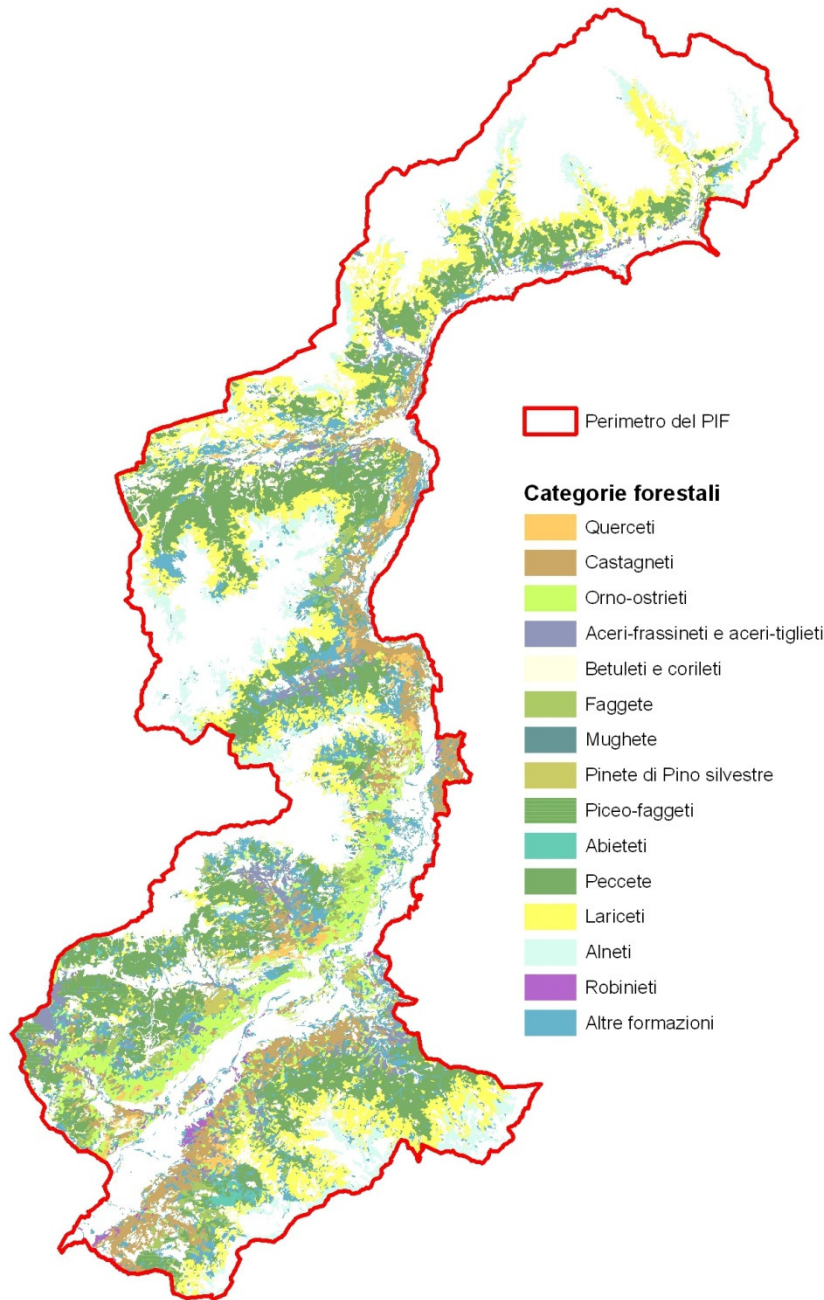 Perimetro del PIF
Categorie forestali
Querceti
Castagneti
Orno-ostrieti
Aceri-frassineti e aceri-tiglieti
Betuleti e corileti
Faggete
Mughete
Pinete di Pino silvestre
Piceo-faggeti
Abieteti
Peccete
Lariceti
Alneti
Robinieti
Altre formazioni